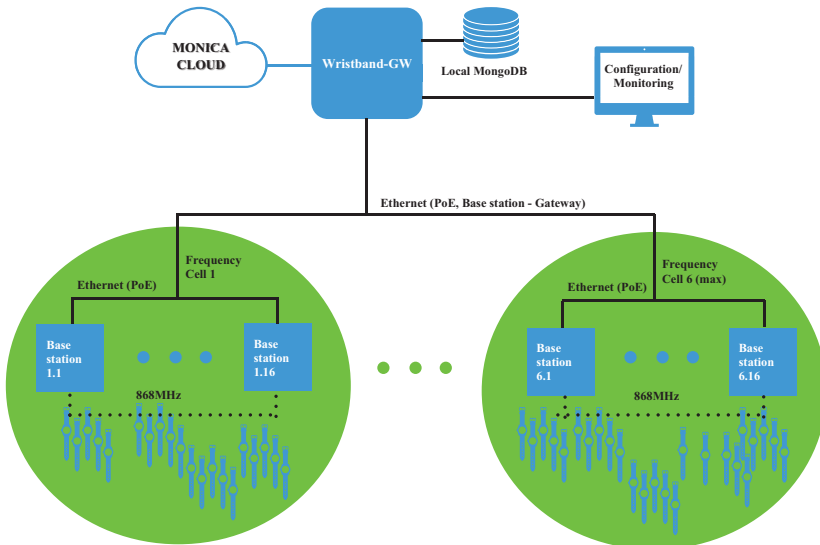 MONICA
CLOUD
Wristband-GW
Local MongoDB
Configuration/
Monitoring
Ethernet (PoE, Base station - Gateway)
Frequency
Cell 1
Ethernet (PoE)
Frequency
Cell 6 (max)
Ethernet (PoE)
Base
station
1.1
Base
station
1.16
Base
station
6.1
Base
station
6.16
868MHz
868MHz